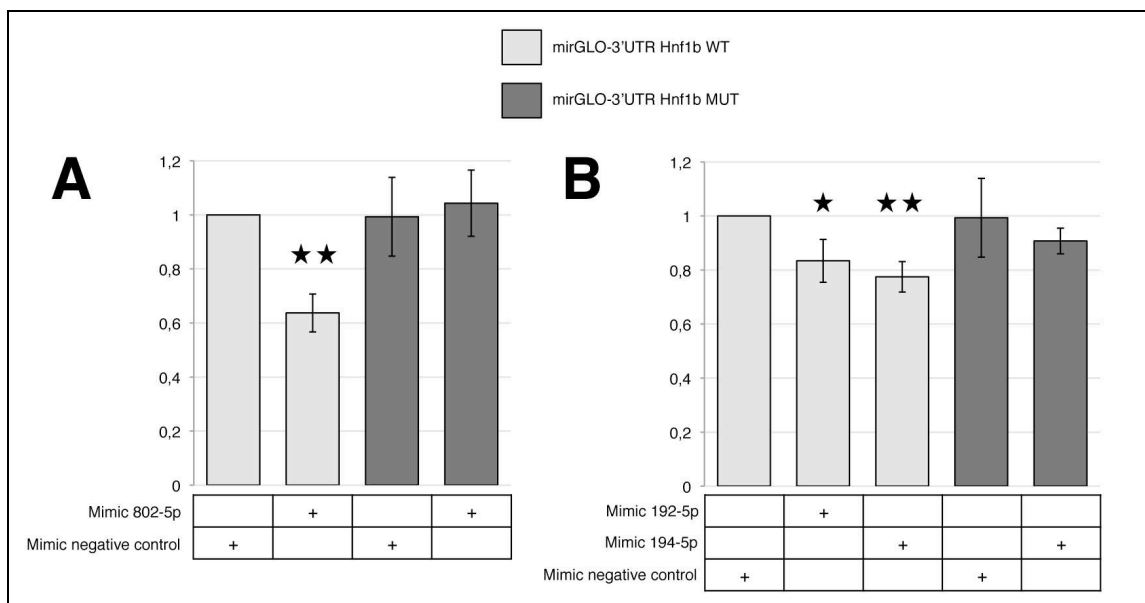 mirGLO-3'UTR Hnf1b WT
mirGLO-3'UTR Hnf1b MUT
A
1,2
1
0,8
0,6
0,4
0,2
0
★★
Mimic 802-5p + +
Mimic negative control + +
B
1,2
1
0,8
0,6
0,4
0,2
0
★ ★★
Mimic 192-5p +
Mimic 194-5p + +
Mimic negative control + +